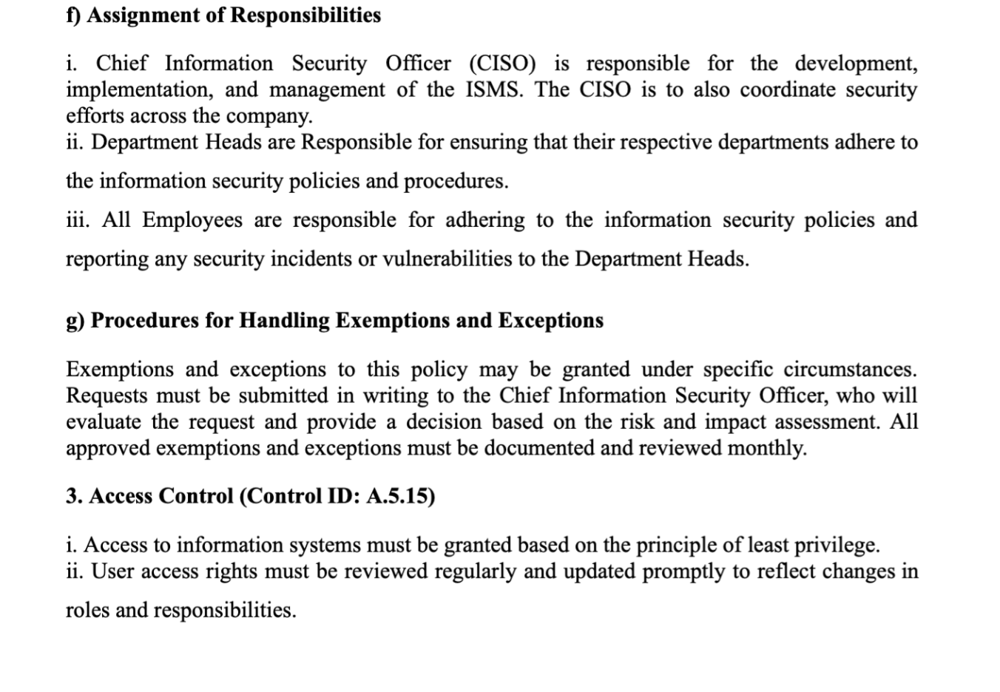 f) Assignment of Responsibilities
i. Chief Information Security Officer (CISO) is responsible for the development,
implementation, and management of the ISMS. The CISO is to also coordinate security
efforts across the company.
ii. Department Heads are Responsible for ensuring that their respective departments adhere to
the information security policies and procedures.
iii. All Employees are responsible for adhering to the information security policies and
reporting any security incidents or vulnerabilities to the Department Heads.
g) Procedures for Handling Exemptions and Exceptions
Exemptions and exceptions to this policy may be granted under specific circumstances.
Requests must be submitted in writing to the Chief Information Security Officer, who will
evaluate the request and provide a decision based on the risk and impact assessment. All
approved exemptions and exceptions must be documented and reviewed monthly.
3. Access Control (Control ID: A.5.15)
i. Access to information systems must be granted based on the principle of least privilege.
ii. User access rights must be reviewed regularly and updated promptly to reflect changes in
roles and responsibilities.